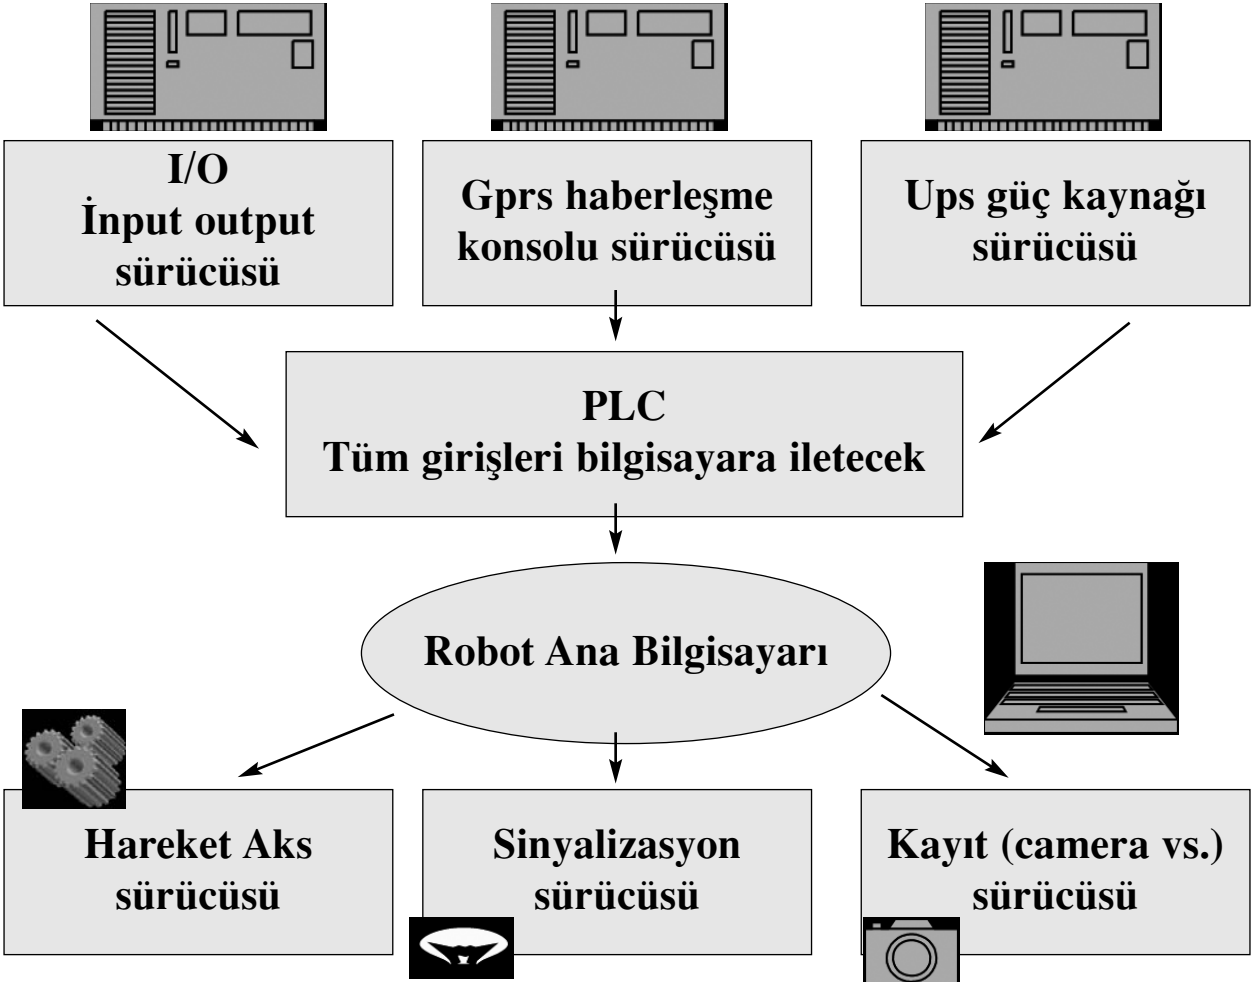 I/O
İnput output
sürücüsü
Gprs haberleşme
konsolu sürücüsü
Ups güç kaynağı
sürücüsü
PLC
Tüm girişleri bilgisayara iletecek
Robot Ana Bilgisayarı
Hareket Aks
sürücüsü
Sinyalizasyon
sürücüsü
Kayıt (camera vs.)
sürücüsü